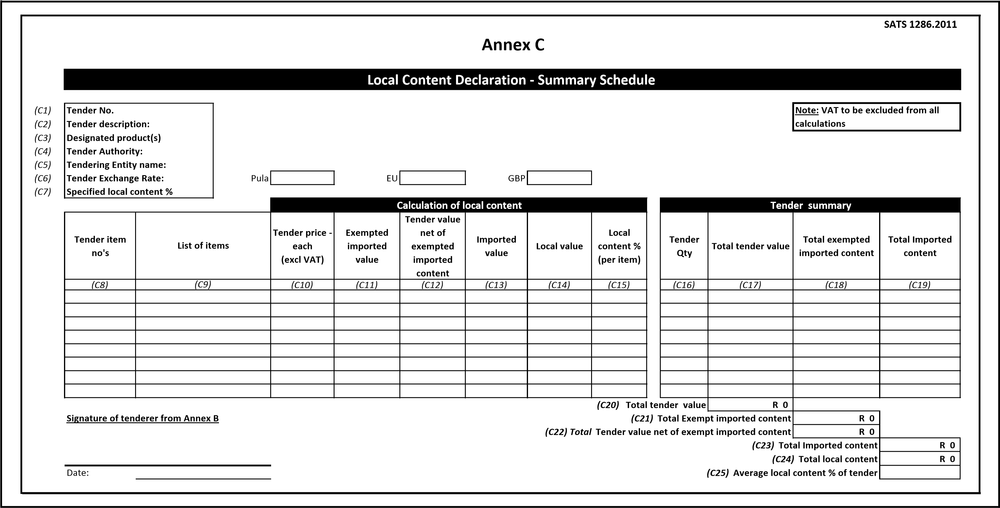 SATS 1286.2011
Annex C
Local Content Declaration - Summary Schedule
(C1) Tender No.
(C2) Tender description:
(C3) Designated product(s)
(C4) Tender Authority:
(C5) Tendering Entity name:
(C6) Tender Exchange Rate: Pula EU GBP
(C7) Specified local content %
Note: VAT to be excluded from all
calculations
Calculation of local content
Tender summary
Tender item
no's
List of items
Tender price -
each
(excl VAT)
Exempted
imported
value
Tender value
net of
exempted
imported
content
Imported
value
Local value
Local
content %
(per item)
Tender
Qty
Total tender value
Total exempted
imported content
Total Imported
content
(C8) (C9) (C10) (C11) (C12) (C13) (C14) (C15) (C16) (C17) (C18) (C19)
(C20) Total tender value R 0
Signature of tenderer from Annex B
(C21) Total Exempt imported content R 0
(C22) Total Tender value net of exempt imported content R 0
(C23) Total Imported content R 0
(C24) Total local content R 0
Date:
(C25) Average local content % of tender